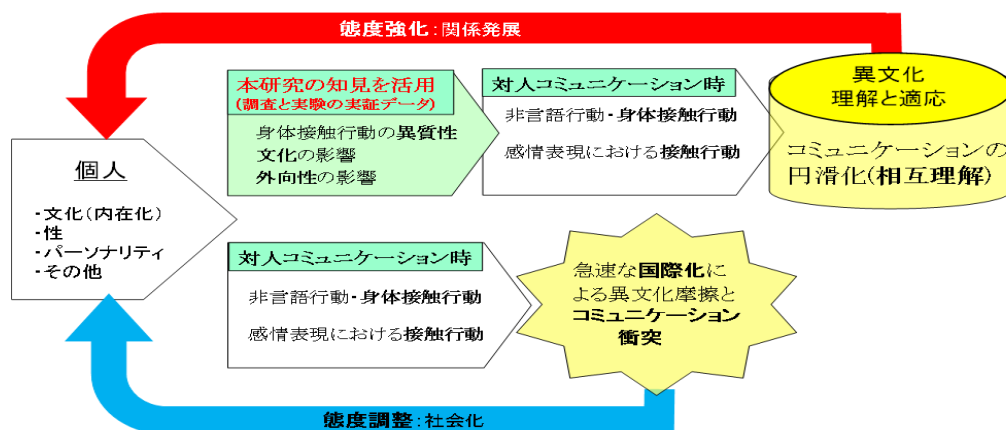 態度強化：関係発展
本研究の知見を活用
(調査と実験の実証データ)
身体接触行動の異質性
文化の影響
外向性の影響
対人コミュニケーション時
非言語行動・身体接触行動
感情表現における接触行動
異文化
理解と適応
コミュニケーションの
円滑化(相互理解)
個人
・文化(内在化)
・性
・パーソナリティ
・その他
対人コミュニケーション時
非言語行動・身体接触行動
感情表現における接触行動
急速な国際化に
よる異文化摩擦と
コミュニケーション
衝突
態度調整：社会化